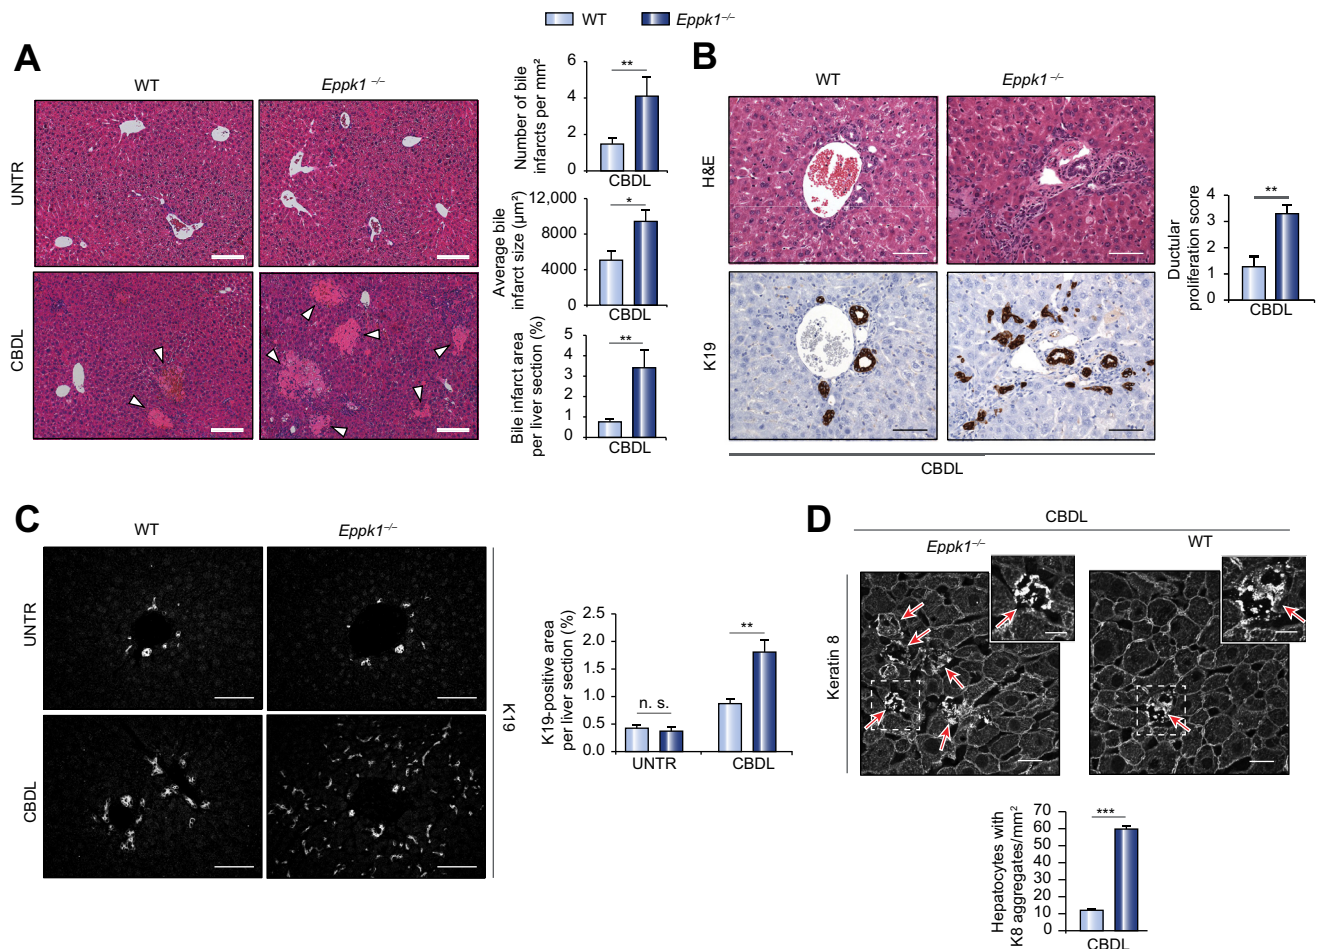 WT
Eppk1–/–
A
WT
Eppk1 –/–
UNTR
CBDL
Number of bile
infarcts per mm²
6
4
2
0
**
CBDL
Average bile
infarct size (µm²)
12,000
8000
4000
0
*
CBDL
Bile infarct area
per liver section (%)
5
4
3
2
1
0
**
CBDL
B
WT
Eppk1–/–
H&E
K19
CBDL
Ductular
proliferation score
4
3
2
1
0
**
CBDL
C
WT
Eppk1–/–
UNTR
CBDL
K19
K19-positive area
per liver section (%)
2.5
2.0
1.5
1.0
0.5
0.0
n. s.
**
UNTR
CBDL
D
CBDL
Eppk1–/–
WT
Keratin 8
Hepatocytes with
K8 aggregates/mm²
70
60
50
40
30
20
10
0
***
CBDL